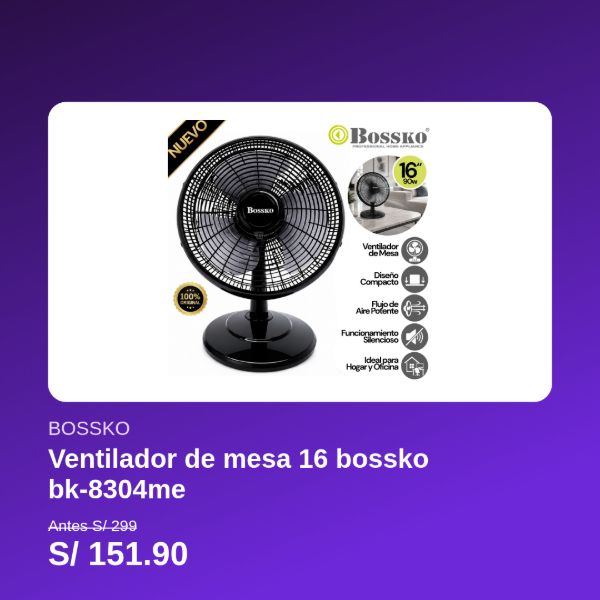 NUEVO
BOSSKO®
PROFESSIONAL HOME APPLIANCE
16"
90w
BOSSKO
Ventilador
de Mesa
Diseño
Compacto
100%
ORIGINAL
Flujo de
Aire Potente
Funcionamiento
Silencioso
Ideal para
Hogar y Oficina
BOSSKO
Ventilador de mesa 16 bossko
bk-8304me
Antes S/ 299
S/ 151.90